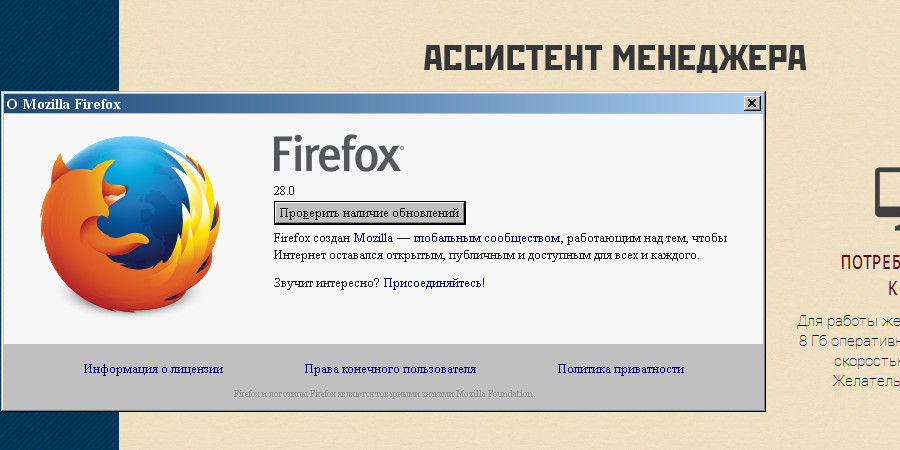 АССИСТЕНТ МЕНЕДЖЕРА
О Mozilla Firefox
Firefox
28.0
Проверить наличие обновлений
Firefox создан Mozilla — глобальным сообществом, работающим над тем, чтобы
Интернет оставался открытым, публичным и доступным для всех и каждого.
Звучит интересно? Присоединяйтесь!
Информация о лицензии
Права конечного пользователя
Политика приватности
Firefox и логотипы Firefox являются товарными знаками Mozilla Foundation.
ПОТРЕБ
К
Для работы же
8 Гб оператив
скорость
Желатель